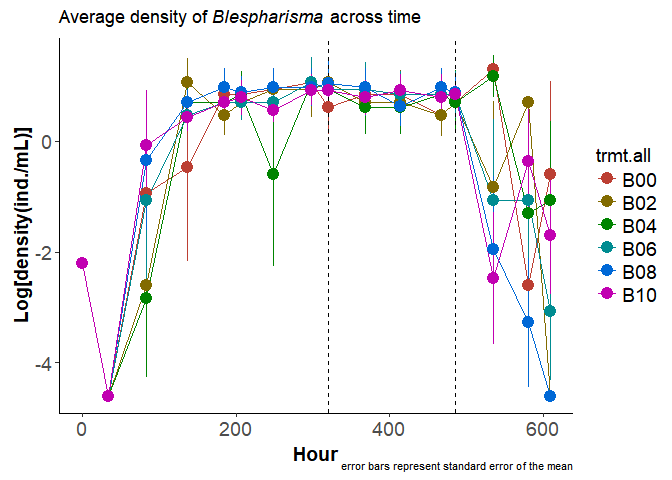 Average density of Blespharisma across time
Log[density(ind./mL)]
0
-2
-4
0
200
400
600
Hour
error bars represent standard error of the mean
trmt.all
B00
B02
B04
B06
B08
B10